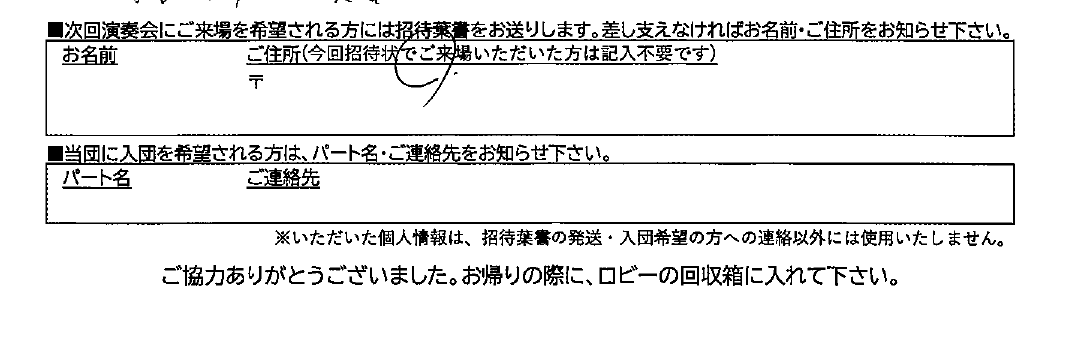 ■次回演奏会にご来場を希望される方には招待葉書をお送りします。差し支えなければお名前・ご住所をお知らせ下さい。
お名前 ご住所(今回招待状でご来場いただいた方は記入不要です)
〒
■当団に入団を希望される方は、パート名・ご連絡先をお知らせ下さい。
パート名 ご連絡先
※いただいた個人情報は、招待葉書の発送・入団希望の方への連絡以外には使用いたしません。
ご協力ありがとうございました。お帰りの際に、ロビーの回収箱に入れて下さい。